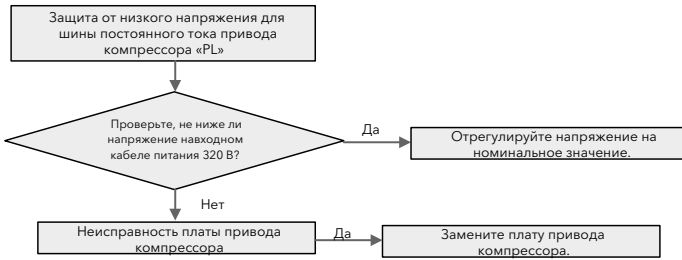 Защита от низкого напряжения для
шины постоянного тока привода
компрессора «PL»
Проверьте, не ниже ли
напряжение навходном
кабеле питания 320 В?
Да
Отрегулируйте напряжение на
номинальное значение.
Нет
Неисправность платы привода
компрессора
Да
Замените плату привода
компрессора.